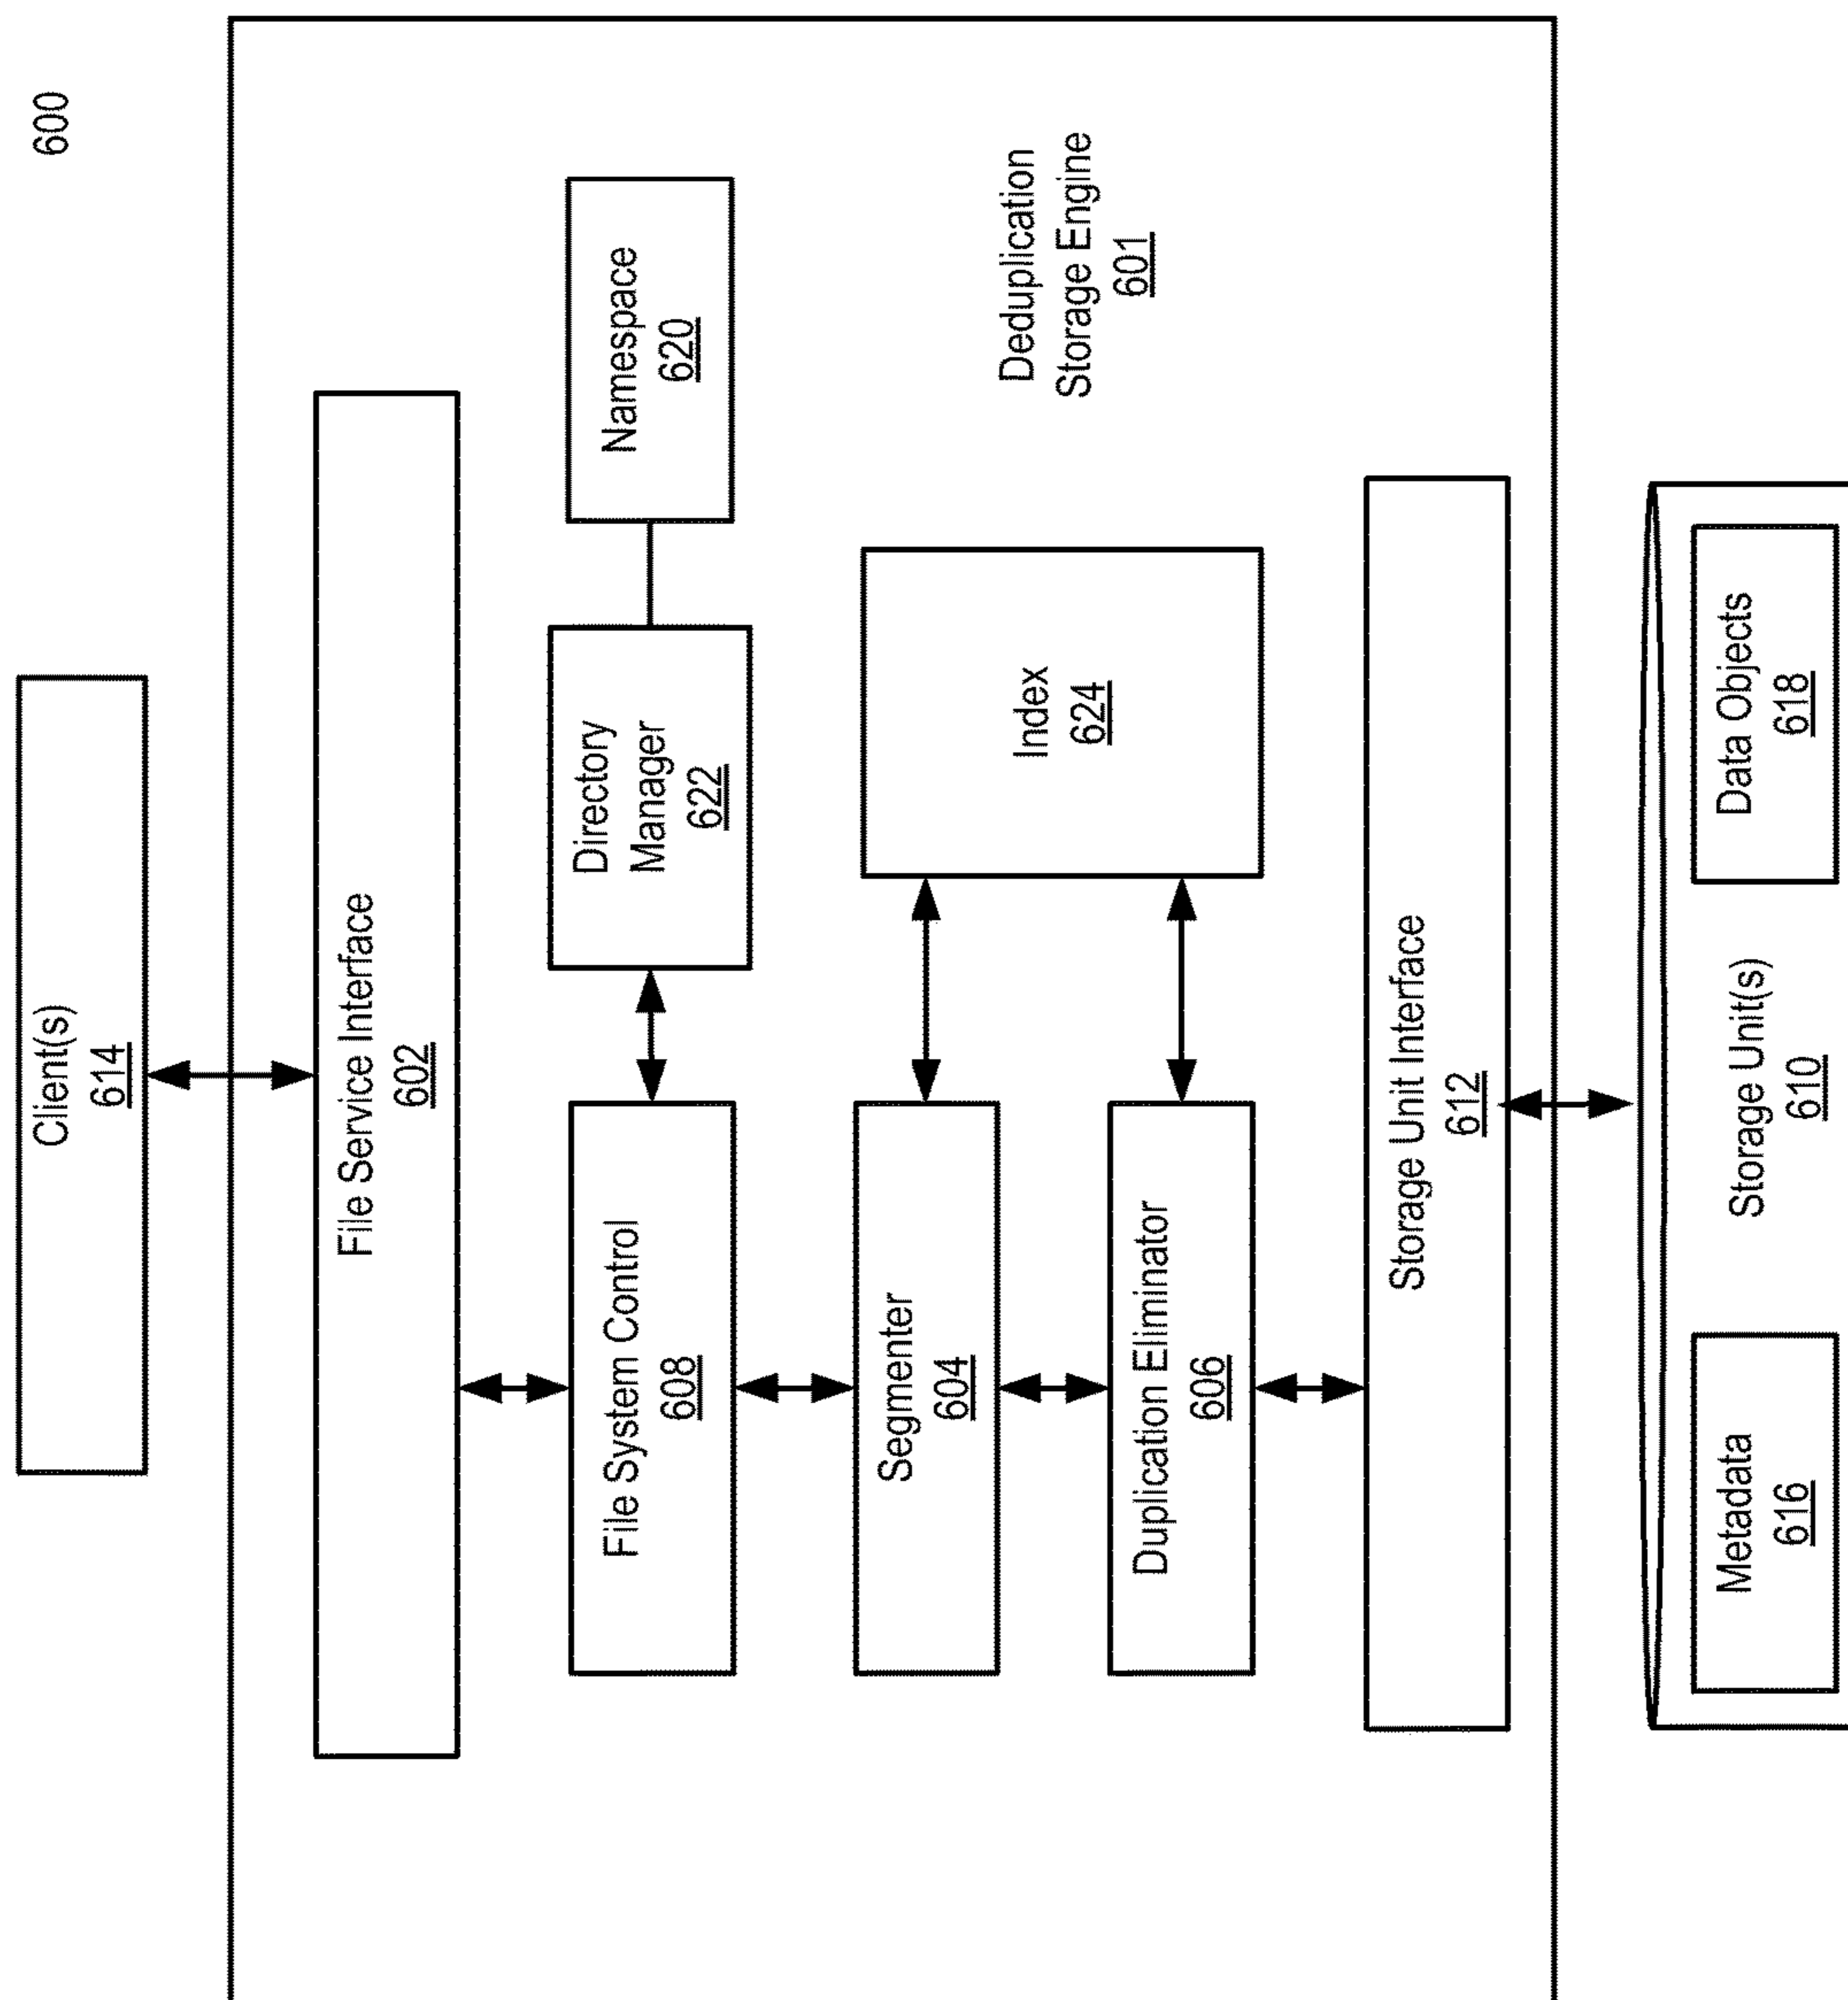 600
Client(s)
614
File Service Interface
602
File System Control
608
Directory
Manager
622
Namespace
620
Segmenter
604
Index
624
Duplication Eliminator
606
Deduplication
Storage Engine
601
Storage Unit Interface
612
Metadata
616
Storage Unit(s)
610
Data Objects
618